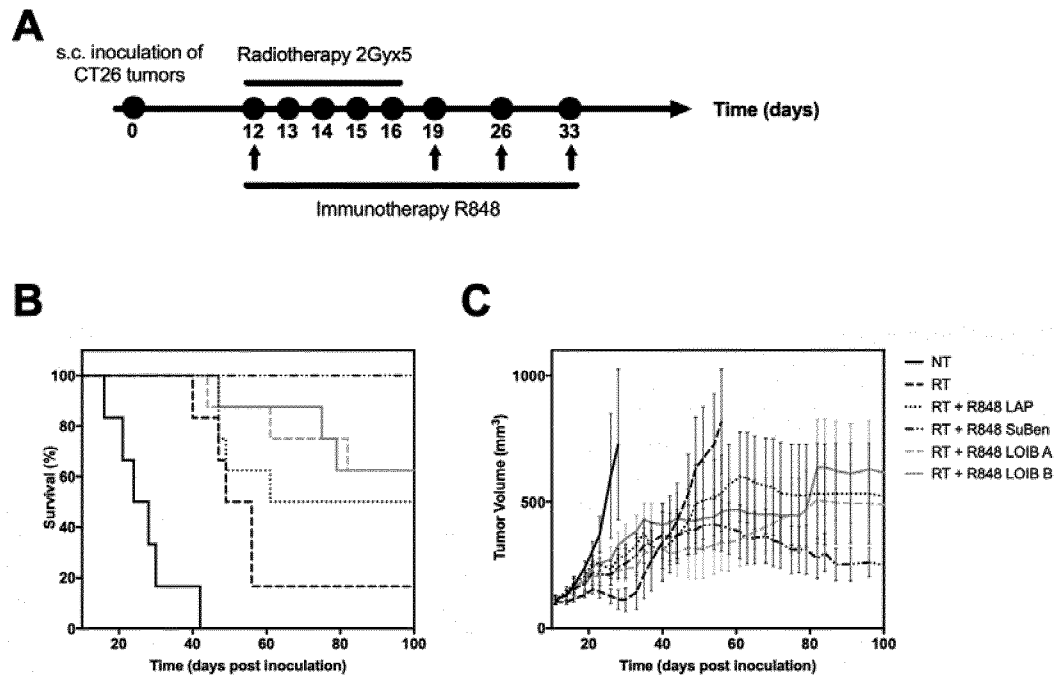 A
s.c. inoculation of
CT26 tumors
Radiotherapy 2Gyx5
Time (days)
0 12 13 14 15 16 19 26 33
Immunotherapy R848
B
Survival (%)
100
80
60
40
20
0
20 40 60 80 100
Time (days post inoculation)
C
Tumor Volume (mm³)
1000
500
0
20 40 60 80 100
Time (days post inoculation)
NT
RT
RT + R848 LAP
RT + R848 SuBen
RT + R848 LOIB A
RT + R848 LOIB B